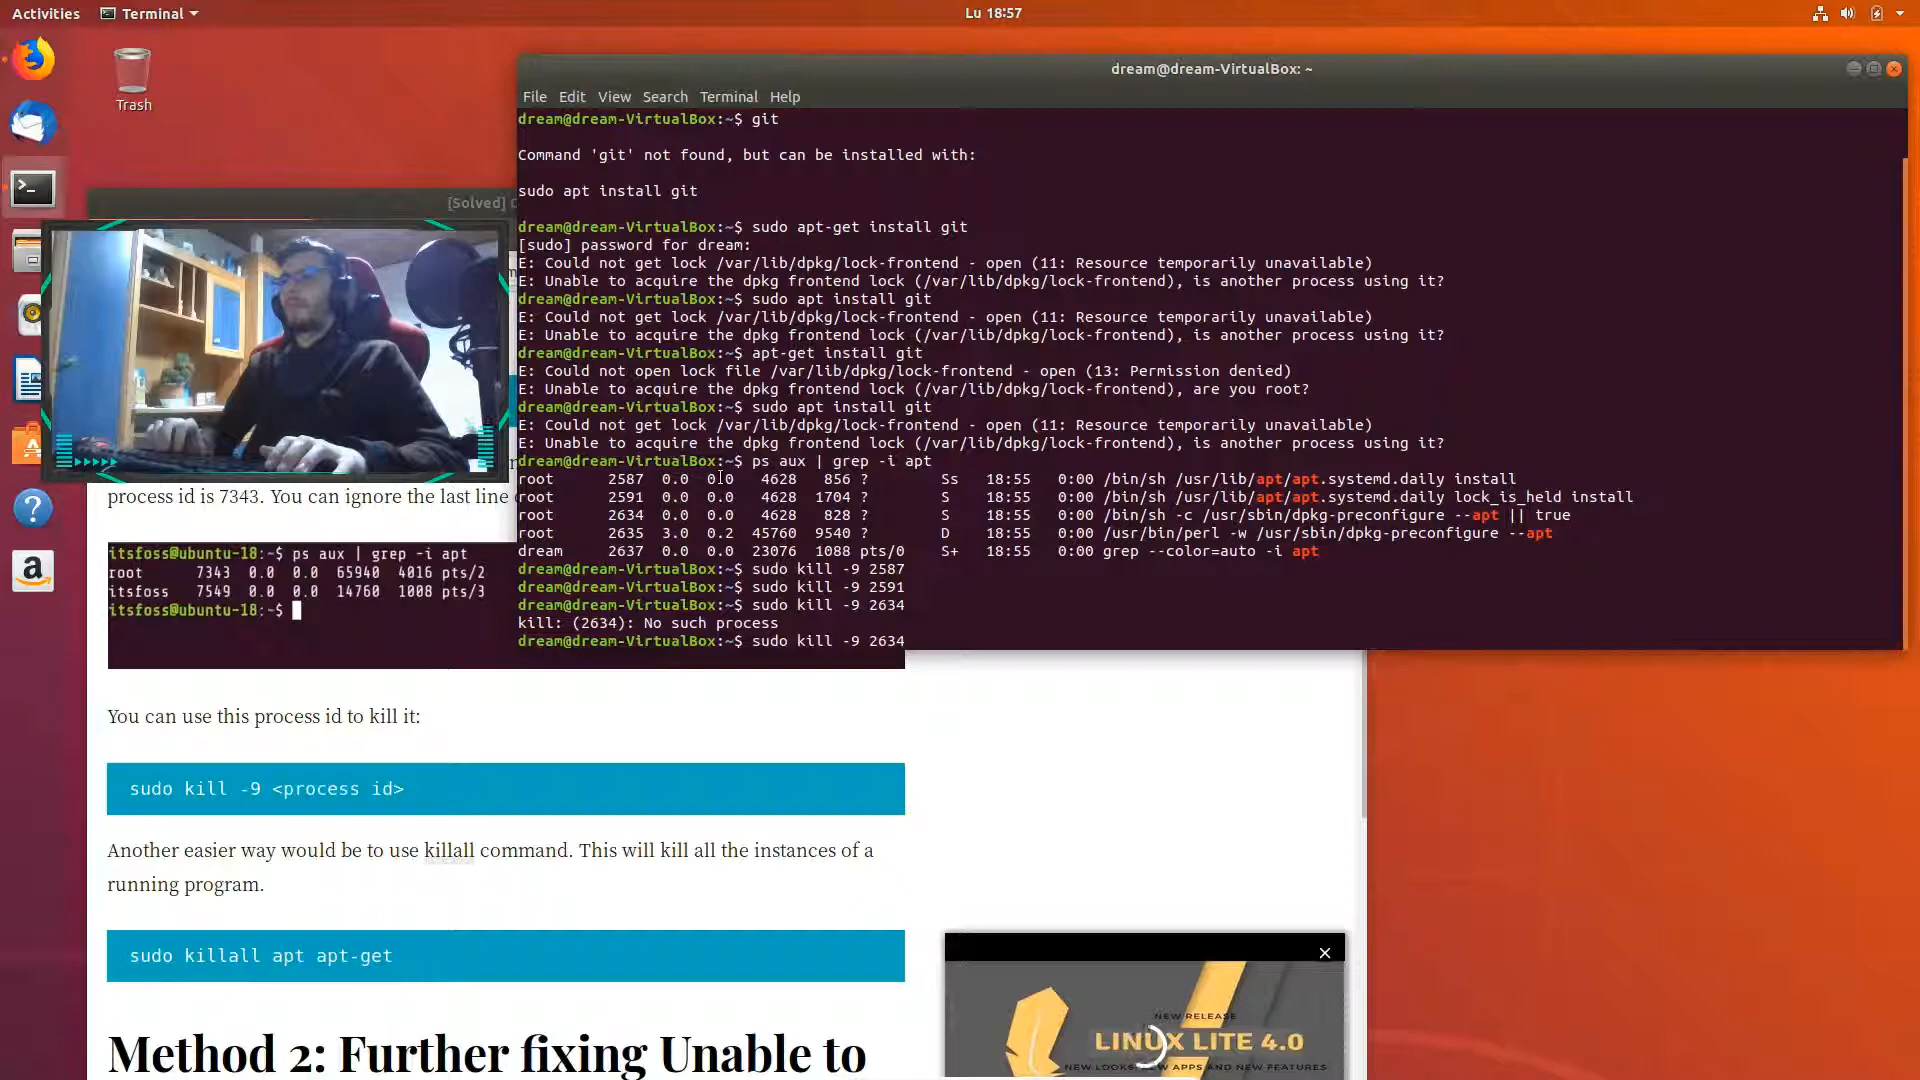 Activities
Terminal
Lu 18:57
Trash
dream@dream-VirtualBox: ~
File Edit View Search Terminal Help
dream@dream-VirtualBox:~$ git
Command 'git' not found, but can be installed with:
sudo apt install git
dream@dream-VirtualBox:~$ sudo apt-get install git
[sudo] password for dream:
E: Could not get lock /var/lib/dpkg/lock-frontend - open (11: Resource temporarily unavailable)
E: Unable to acquire the dpkg frontend lock (/var/lib/dpkg/lock-frontend), is another process using it?
dream@dream-VirtualBox:~$ sudo apt install git
E: Could not get lock /var/lib/dpkg/lock-frontend - open (11: Resource temporarily unavailable)
E: Unable to acquire the dpkg frontend lock (/var/lib/dpkg/lock-frontend), is another process using it?
dream@dream-VirtualBox:~$ apt-get install git
E: Could not open lock file /var/lib/dpkg/lock-frontend - open (13: Permission denied)
E: Unable to acquire the dpkg frontend lock (/var/lib/dpkg/lock-frontend), are you root?
dream@dream-VirtualBox:~$ sudo apt install git
E: Could not get lock /var/lib/dpkg/lock-frontend - open (11: Resource temporarily unavailable)
E: Unable to acquire the dpkg frontend lock (/var/lib/dpkg/lock-frontend), is another process using it?
dream@dream-VirtualBox:~$ ps aux | grep -i apt
root 2587 0.0 0.0 4628 856 ? Ss 18:55 0:00 /bin/sh /usr/lib/apt/apt.systemd.daily install
root 2591 0.0 0.0 4628 1704 ? S 18:55 0:00 /bin/sh /usr/lib/apt/apt.systemd.daily lock_is_held install
root 2634 0.0 0.0 4628 828 ? S 18:55 0:00 /bin/sh -c /usr/sbin/dpkg-preconfigure --apt || true
root 2635 3.0 0.2 45760 9540 ? D 18:55 0:00 /usr/bin/perl -w /usr/sbin/dpkg-preconfigure --apt
dream 2637 0.0 0.0 23076 1088 pts/0 S+ 18:55 0:00 grep --color=auto -i apt
dream@dream-VirtualBox:~$ sudo kill -9 2587
dream@dream-VirtualBox:~$ sudo kill -9 2591
dream@dream-VirtualBox:~$ sudo kill -9 2634
kill: (2634): No such process
dream@dream-VirtualBox:~$ sudo kill -9 2634
[Solved]
process id is 7343. You can ignore the last line
itsfoss@ubuntu-18:~$ ps aux | grep -i apt
root 7343 0.0 0.0 65940 4016 pts/2
itsfoss 7549 0.0 0.0 14760 1008 pts/3
itsfoss@ubuntu-18:~$
You can use this process id to kill it:
sudo kill -9 <process id>
Another easier way would be to use killall command. This will kill all the instances of a
running program.
sudo killall apt apt-get
Method 2: Further fixing Unable to
NEW RELEASE
LINUX LITE 4.0
NEW LOOKS, NEW APPS AND NEW FEATURES